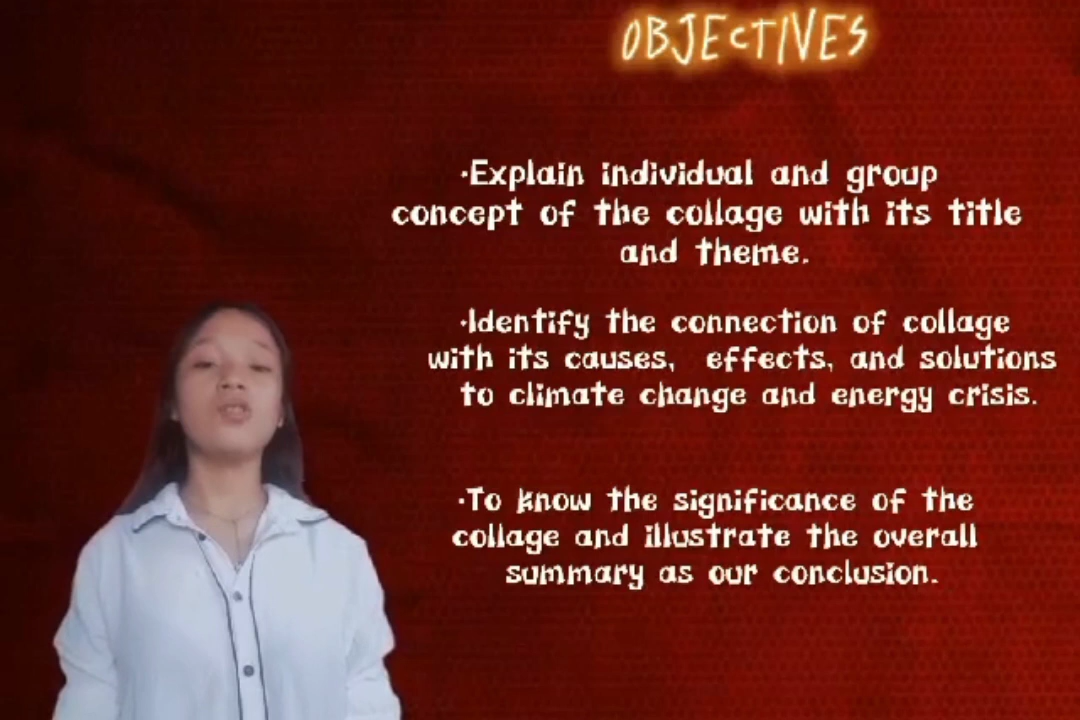 OBJECTIVES
·Explain individual and group
concept of the collage with its title
and theme.
·Identify the connection of collage
with its causes, effects, and solutions
to climate change and energy crisis.
·To know the significance of the
collage and illustrate the overall
summary as our conclusion.